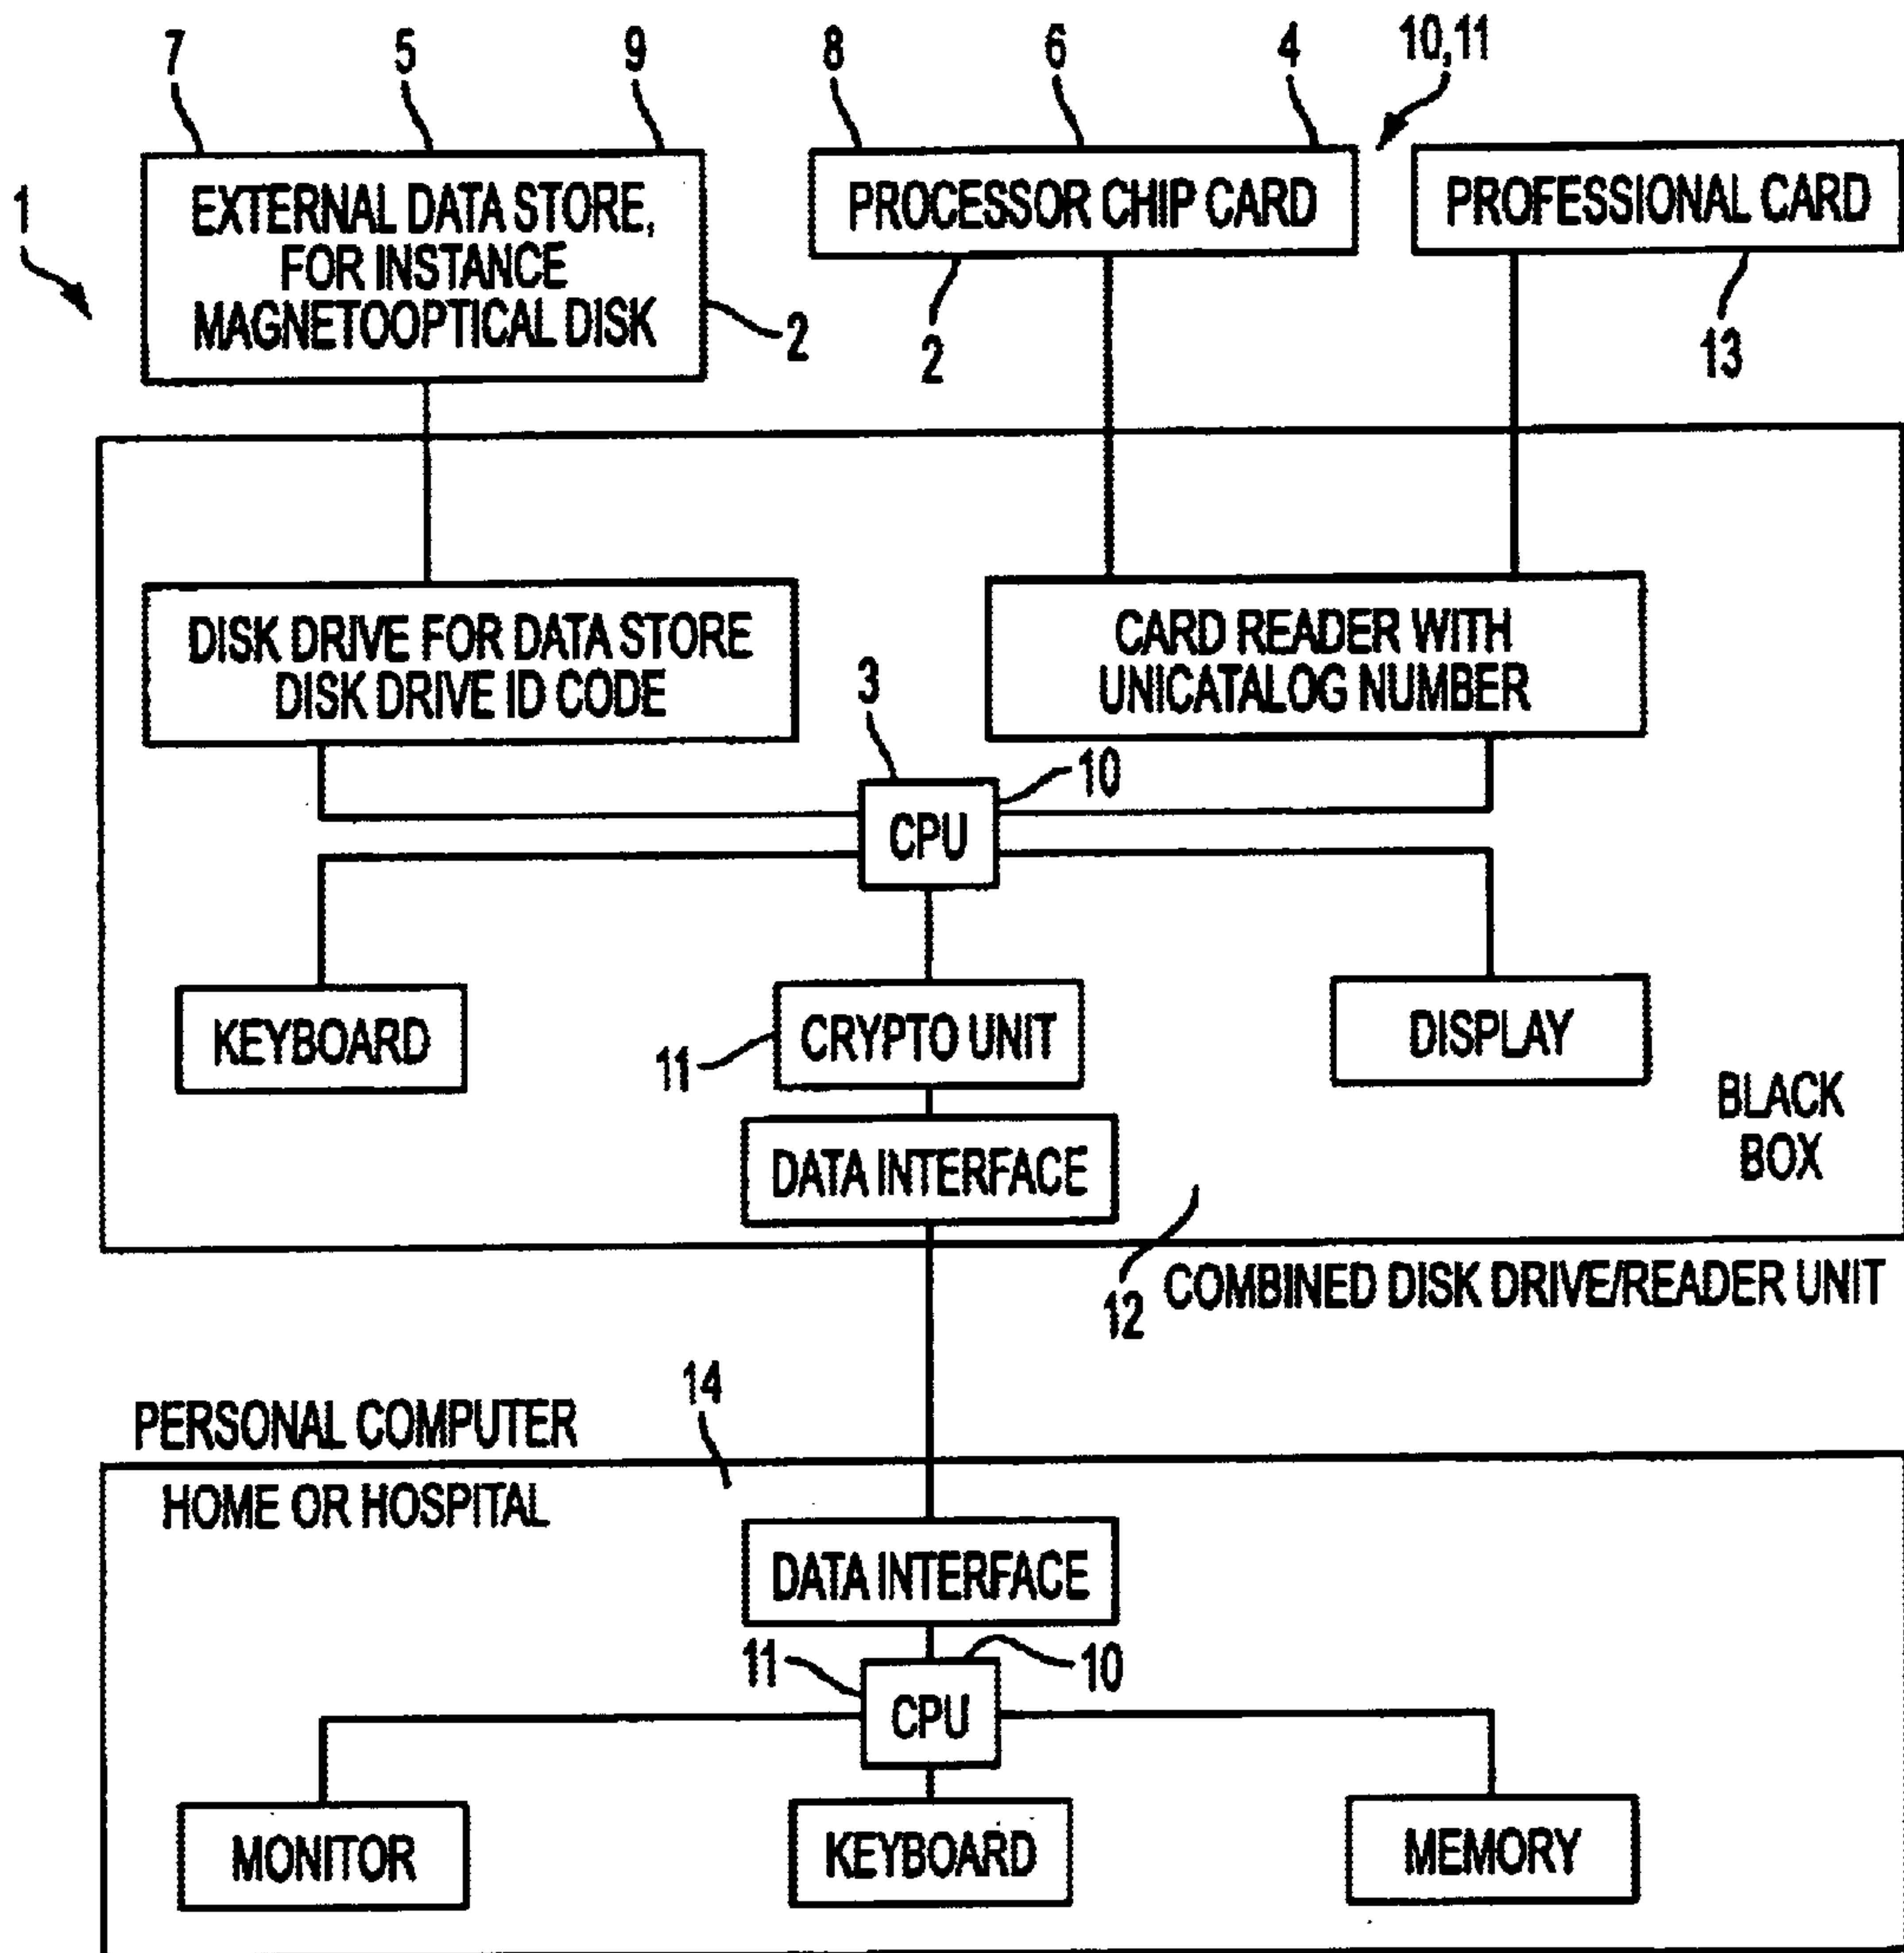 7 5 9 8 6 4 10,11
1
EXTERNAL DATA STORE,
FOR INSTANCE
MAGNETOOPTICAL DISK
2
PROCESSOR CHIP CARD
2
PROFESSIONAL CARD
13
DISK DRIVE FOR DATA STORE
DISK DRIVE ID CODE
CARD READER WITH
UNICATALOG NUMBER
3
10
CPU
KEYBOARD
11
CRYPTO UNIT
DISPLAY
DATA INTERFACE
BLACK
BOX
12
COMBINED DISK DRIVE/READER UNIT
PERSONAL COMPUTER
14
HOME OR HOSPITAL
DATA INTERFACE
11
10
CPU
MONITOR
KEYBOARD
MEMORY